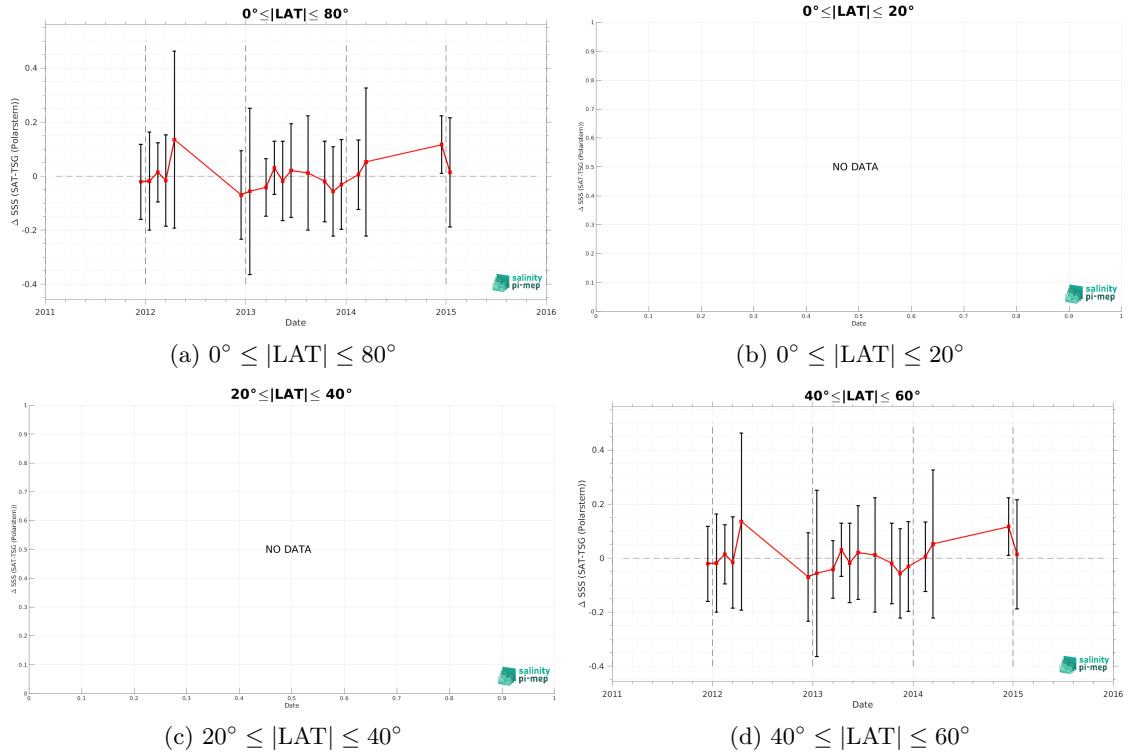 0°≤|LAT|≤ 80°
Δ SSS (SAT-TSG (Polarstern))
0.4
0.2
0
-0.2
-0.4
2011
2012
2013
2014
2015
2016
Date
salinity
pi-mep
(a) 0° ≤ |LAT| ≤ 80°
0°≤|LAT|≤ 20°
Δ SSS (SAT-TSG (Polarstern))
1
0.9
0.8
0.7
0.6
0.5
0.4
0.3
0.2
0.1
0
NO DATA
0
0.1
0.2
0.3
0.4
0.5
0.6
0.7
0.8
0.9
1
Date
salinity
pi-mep
(b) 0° ≤ |LAT| ≤ 20°
20°≤|LAT|≤ 40°
Δ SSS (SAT-TSG (Polarstern))
1
0.9
0.8
0.7
0.6
0.5
0.4
0.3
0.2
0.1
0
NO DATA
0
0.1
0.2
0.3
0.4
0.5
0.6
0.7
0.8
0.9
1
Date
salinity
pi-mep
(c) 20° ≤ |LAT| ≤ 40°
40°≤|LAT|≤ 60°
Δ SSS (SAT-TSG (Polarstern))
0.4
0.2
0
-0.2
-0.4
2011
2012
2013
2014
2015
2016
Date
salinity
pi-mep
(d) 40° ≤ |LAT| ≤ 60°